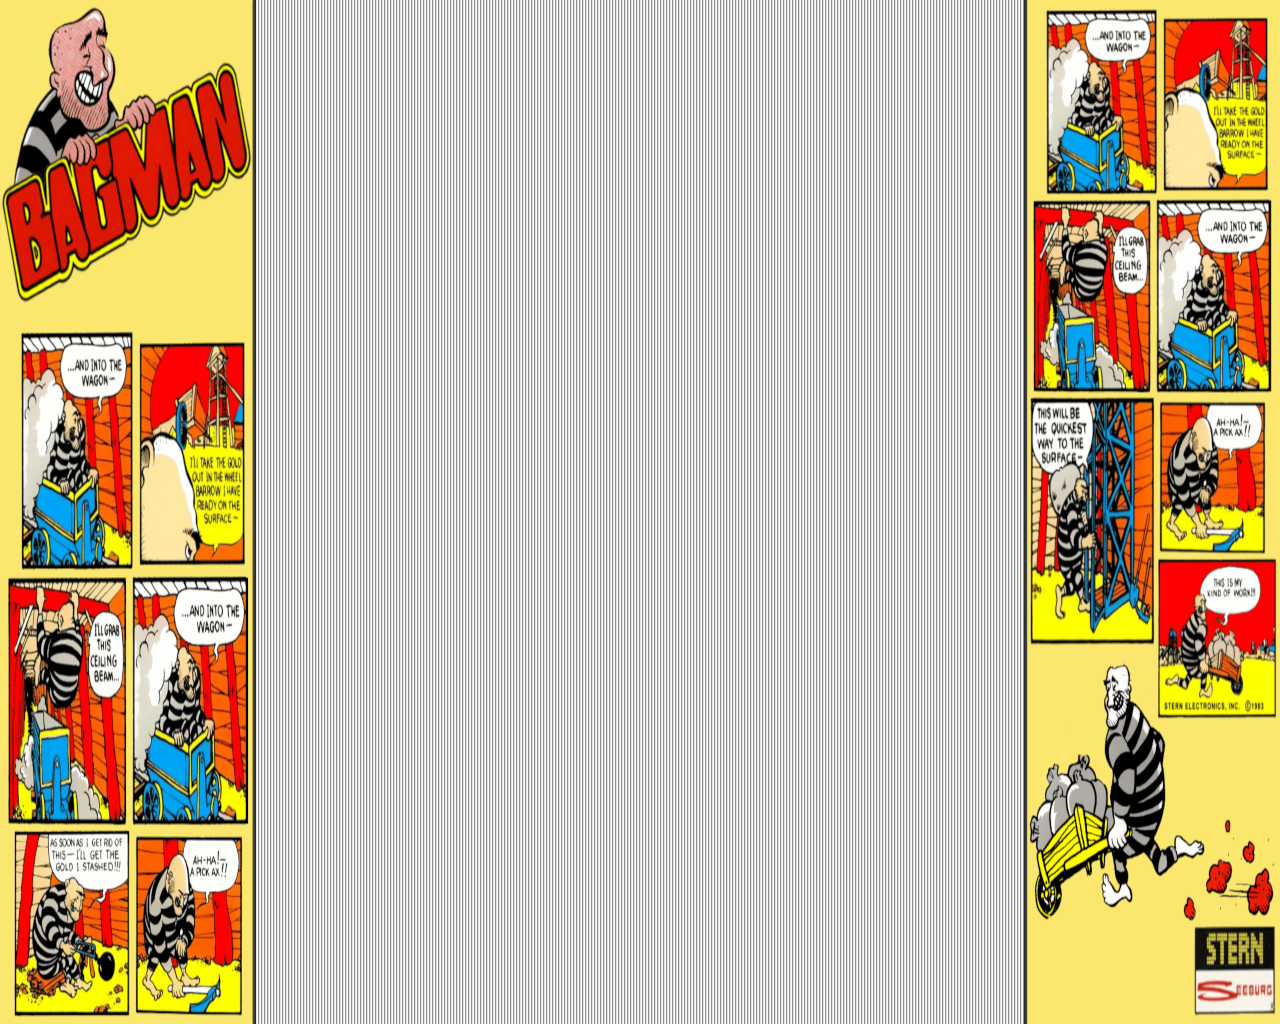 BAGMAN
...AND INTO THE
WAGON—
I'LL TAKE THE GOLD
OUT IN THE WHEEL
BARROW I HAVE
READY ON THE
SURFACE—
I'LL GRAB
THIS
CEILING
BEAM...
...AND INTO THE
WAGON—
AS SOON AS I GET RID OF
THIS—I'LL GET THE
GOLD I STASHED!!!
AH-HA!—
A PICK AX!!
...AND INTO THE
WAGON—
I'LL TAKE THE GOLD
OUT IN THE WHEEL
BARROW I HAVE
READY ON THE
SURFACE—
I'LL GRAB
THIS
CEILING
BEAM...
...AND INTO THE
WAGON—
THIS WILL BE
THE QUICKEST
WAY TO THE
SURFACE—
AH-HA!—
A PICK AX!!
THIS IS MY
KIND OF WORK!!!
STERN ELECTRONICS, INC. ©1983
STERN
SEEBURG